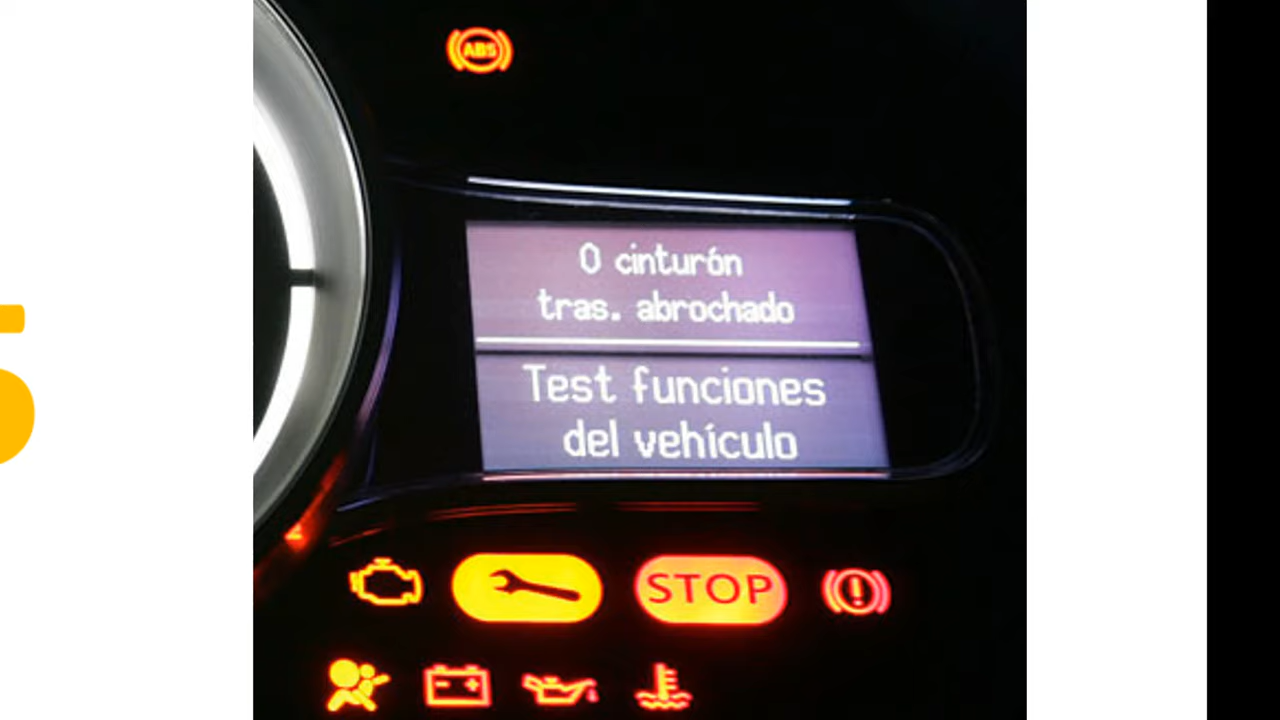 ABS
0 cinturón
tras. abrochado
Test funciones
del vehículo
STOP